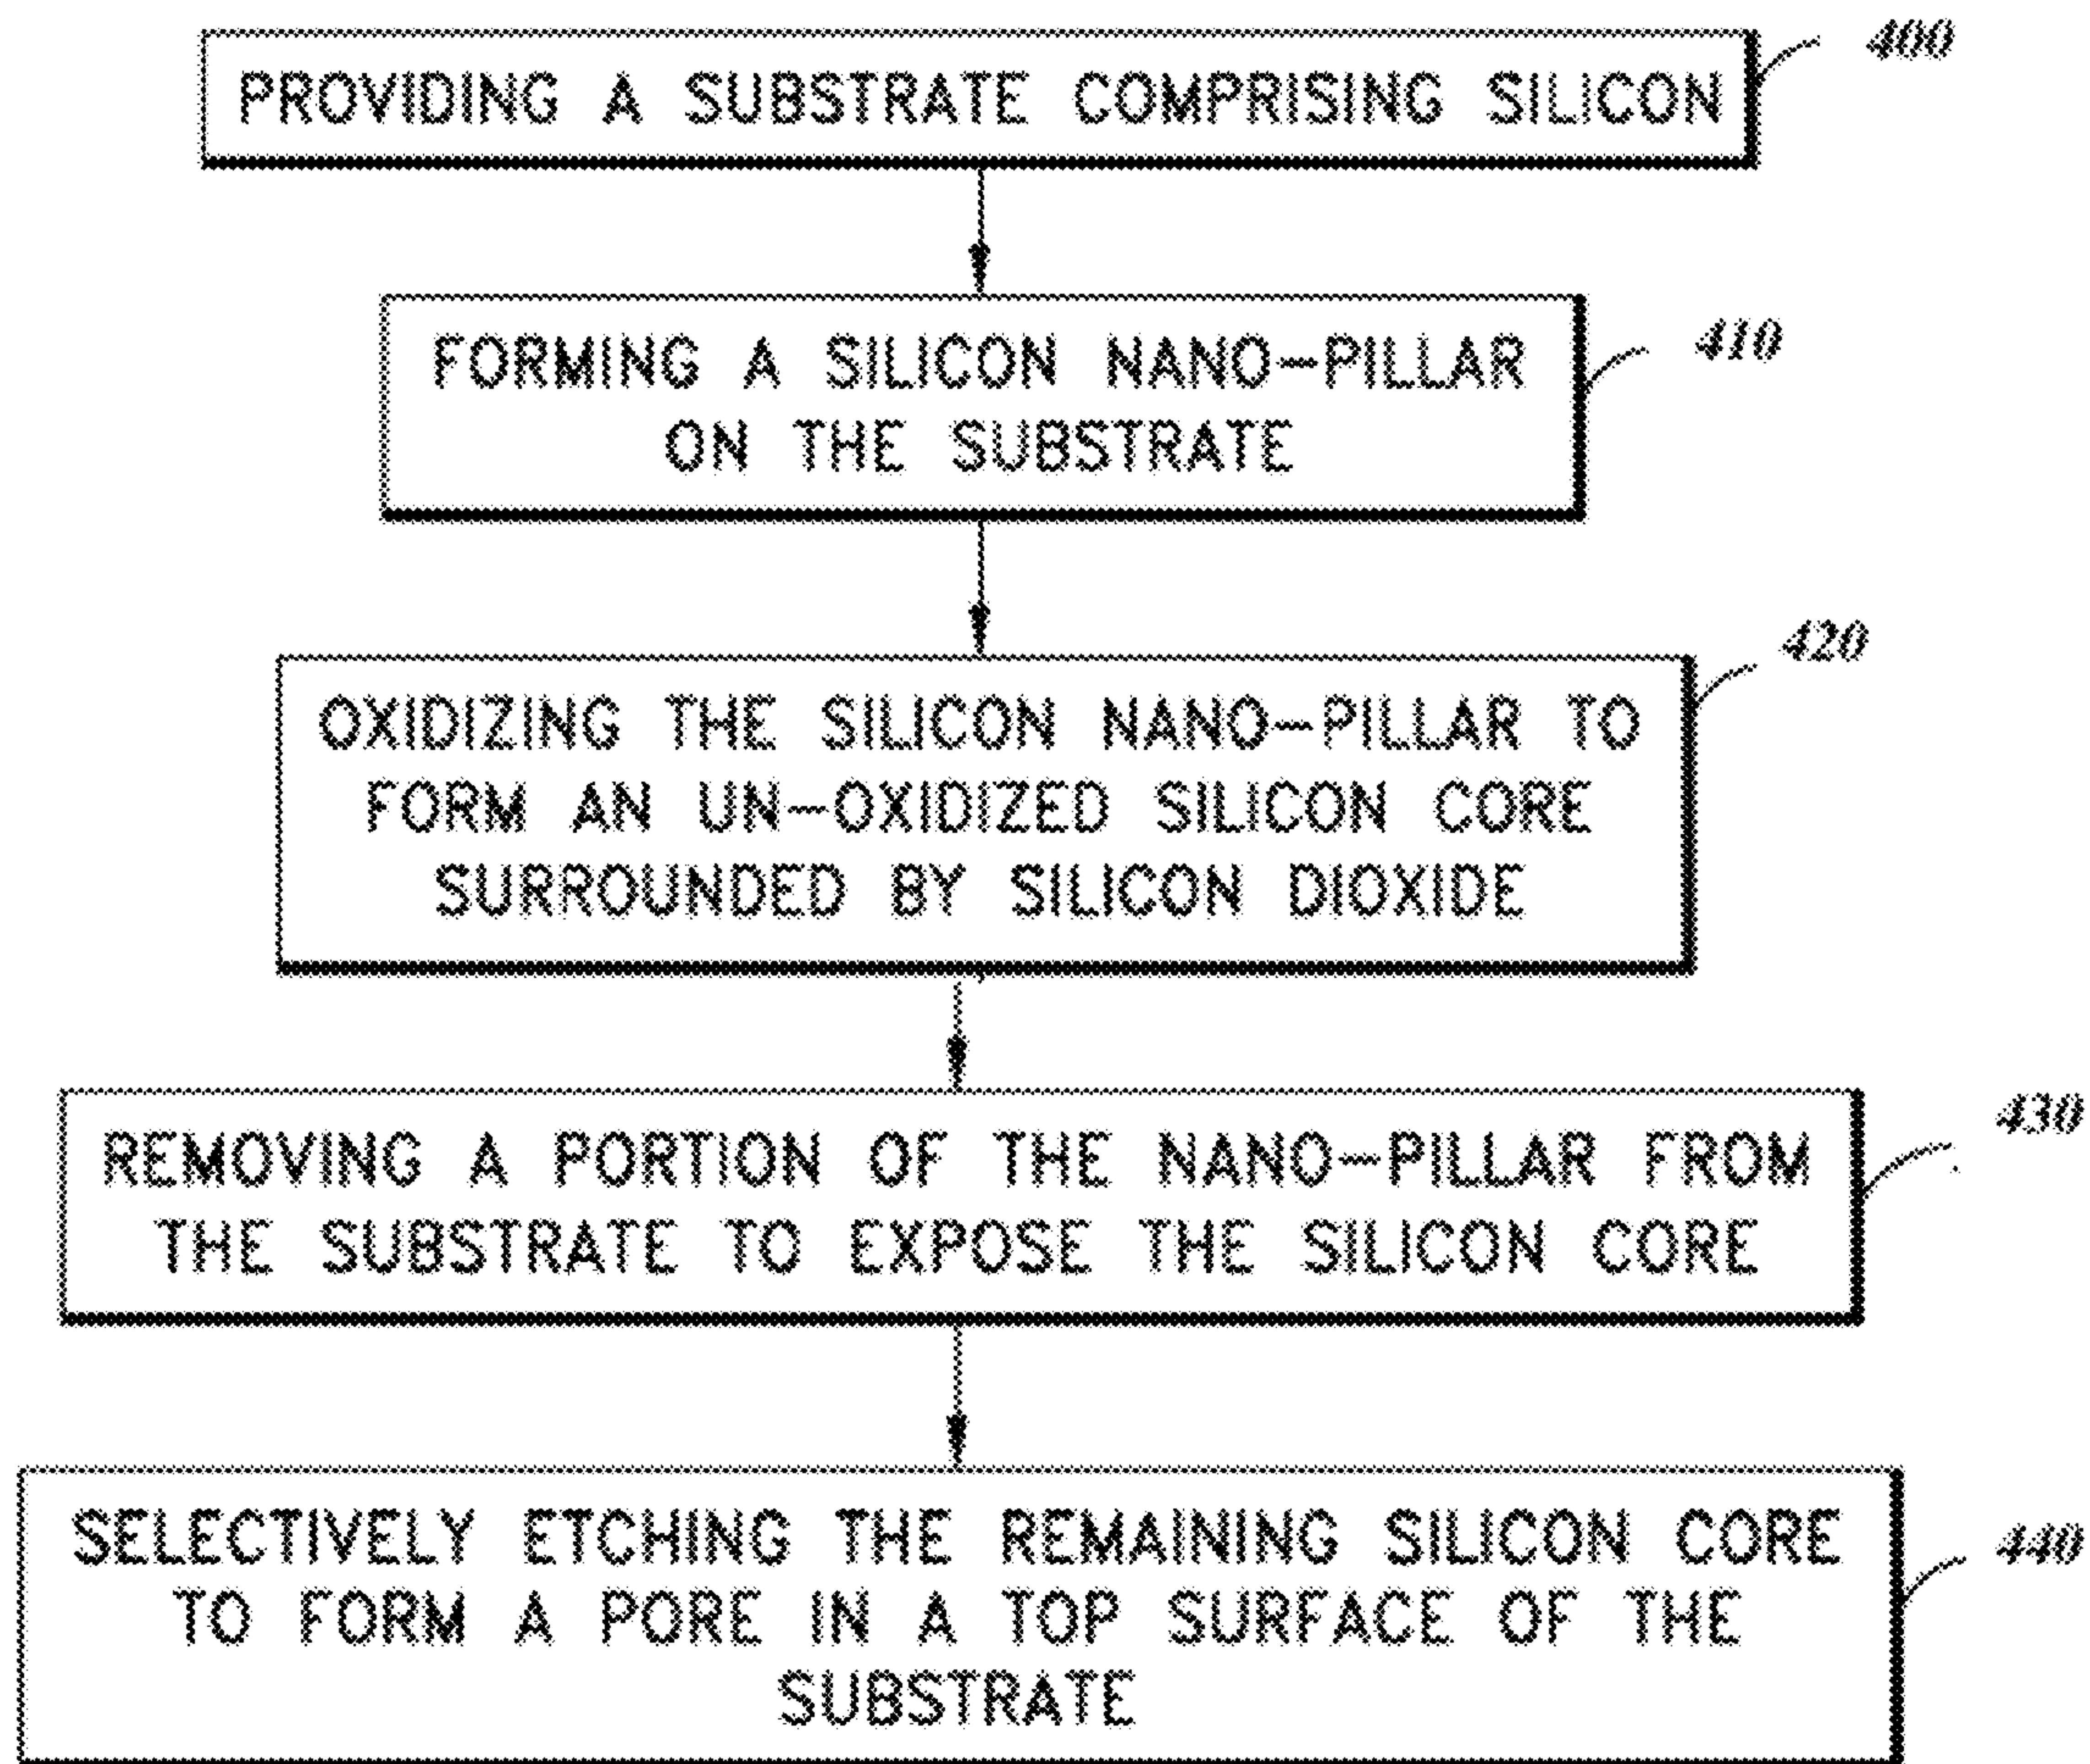 PROVIDING A SUBSTRATE COMPRISING SILICON
400
FORMING A SILICON NANO-PILLAR
ON THE SUBSTRATE
410
OXIDIZING THE SILICON NANO-PILLAR TO
FORM AN UN-OXIDIZED SILICON CORE
SURROUNDED BY SILICON DIOXIDE
420
REMOVING A PORTION OF THE NANO-PILLAR FROM
THE SUBSTRATE TO EXPOSE THE SILICON CORE
430
SELECTIVELY ETCHING THE REMAINING SILICON CORE
TO FORM A PORE IN A TOP SURFACE OF THE
SUBSTRATE
440